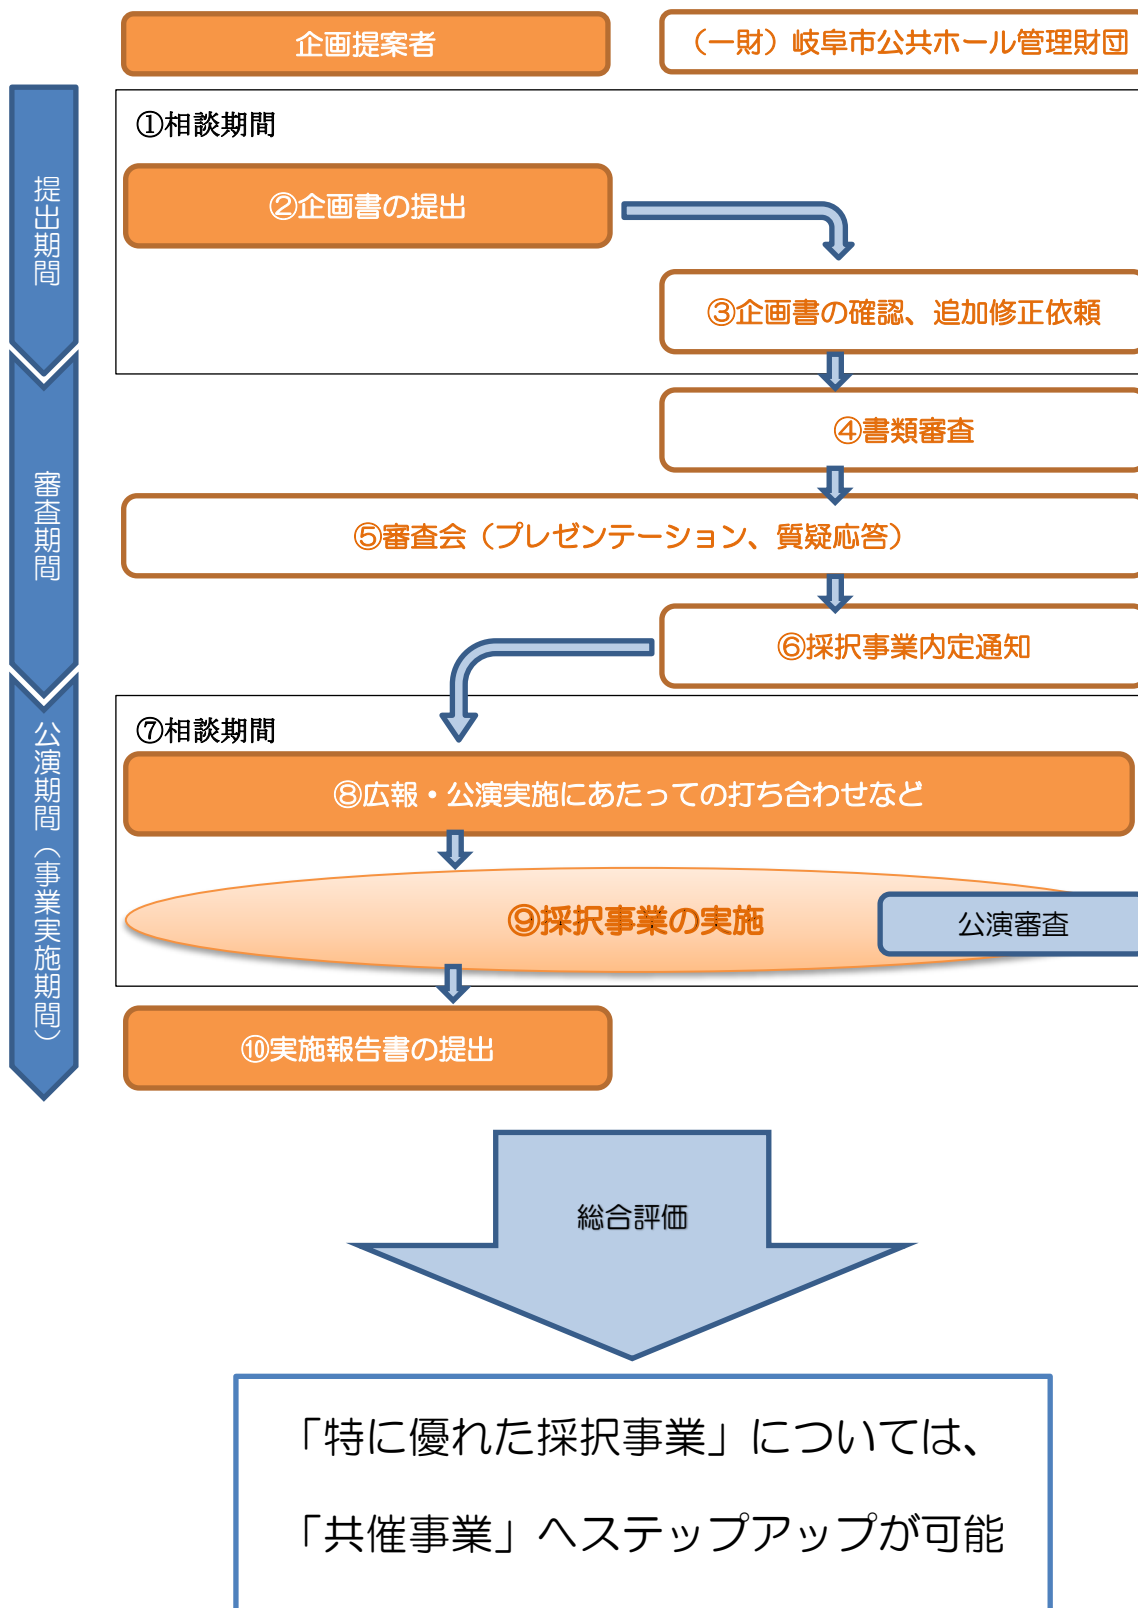 企画提案者
(一財)岐阜市公共ホール管理財団
提出期間
①相談期間
②企画書の提出
③企画書の確認、追加修正依頼
審査期間
④書類審査
⑤審査会(プレゼンテーション、質疑応答)
⑥採択事業内定通知
公演期間(事業実施期間)
⑦相談期間
⑧広報・公演実施にあたっての打ち合わせなど
⑨採択事業の実施
公演審査
⑩実施報告書の提出
総合評価
「特に優れた採択事業」については、
「共催事業」へステップアップが可能